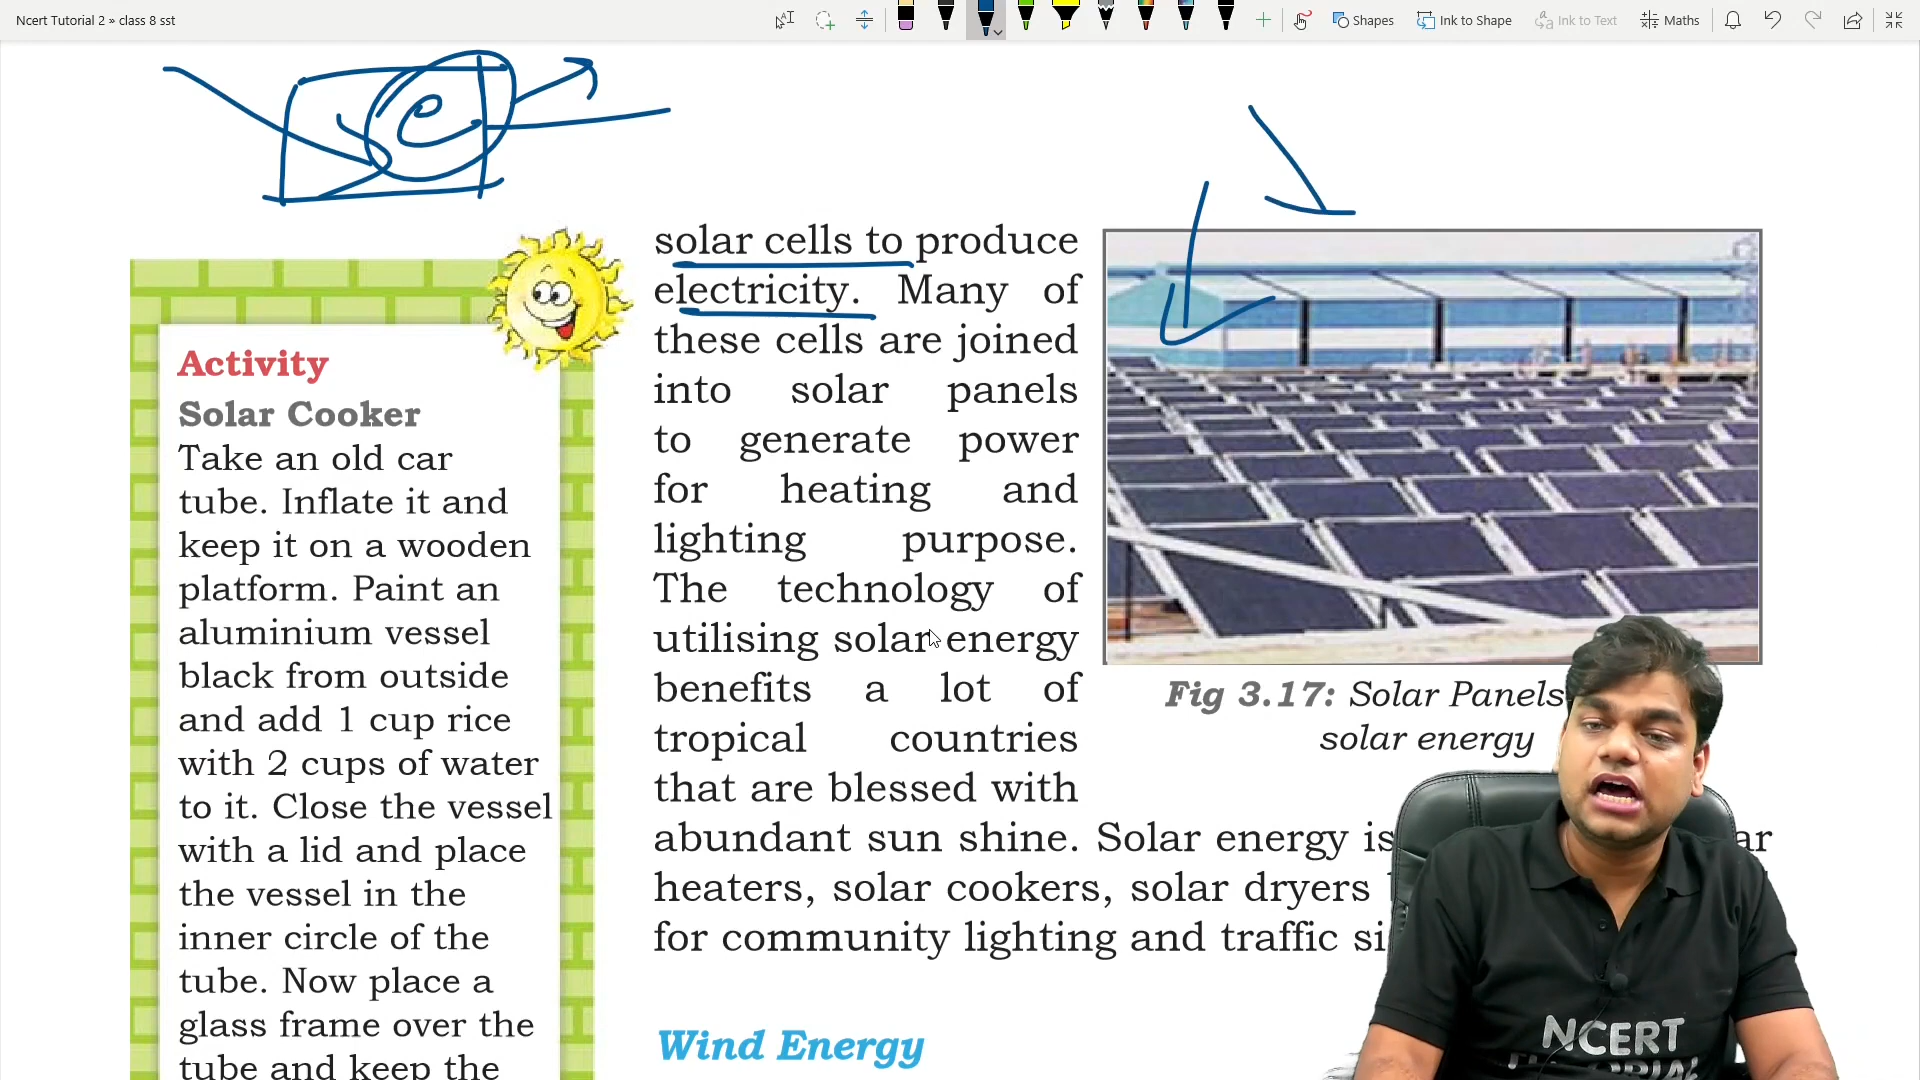 Ncert Tutorial 2 » class 8 sst
Shapes
Ink to Shape
Ink to Text
Maths
Activity
Solar Cooker
Take an old car
tube. Inflate it and
keep it on a wooden
platform. Paint an
aluminium vessel
black from outside
and add 1 cup rice
with 2 cups of water
to it. Close the vessel
with a lid and place
the vessel in the
inner circle of the
tube. Now place a
glass frame over the
tube and keep the
solar cells to produce
electricity. Many of
these cells are joined
into solar panels
to generate power
for heating and
lighting purpose.
The technology of
utilising solar energy
benefits a lot of
tropical countries
that are blessed with
abundant sun shine. Solar energy is
heaters, solar cookers, solar dryers
for community lighting and traffic
Wind Energy
Fig 3.17: Solar Panels
solar energy
NCERT